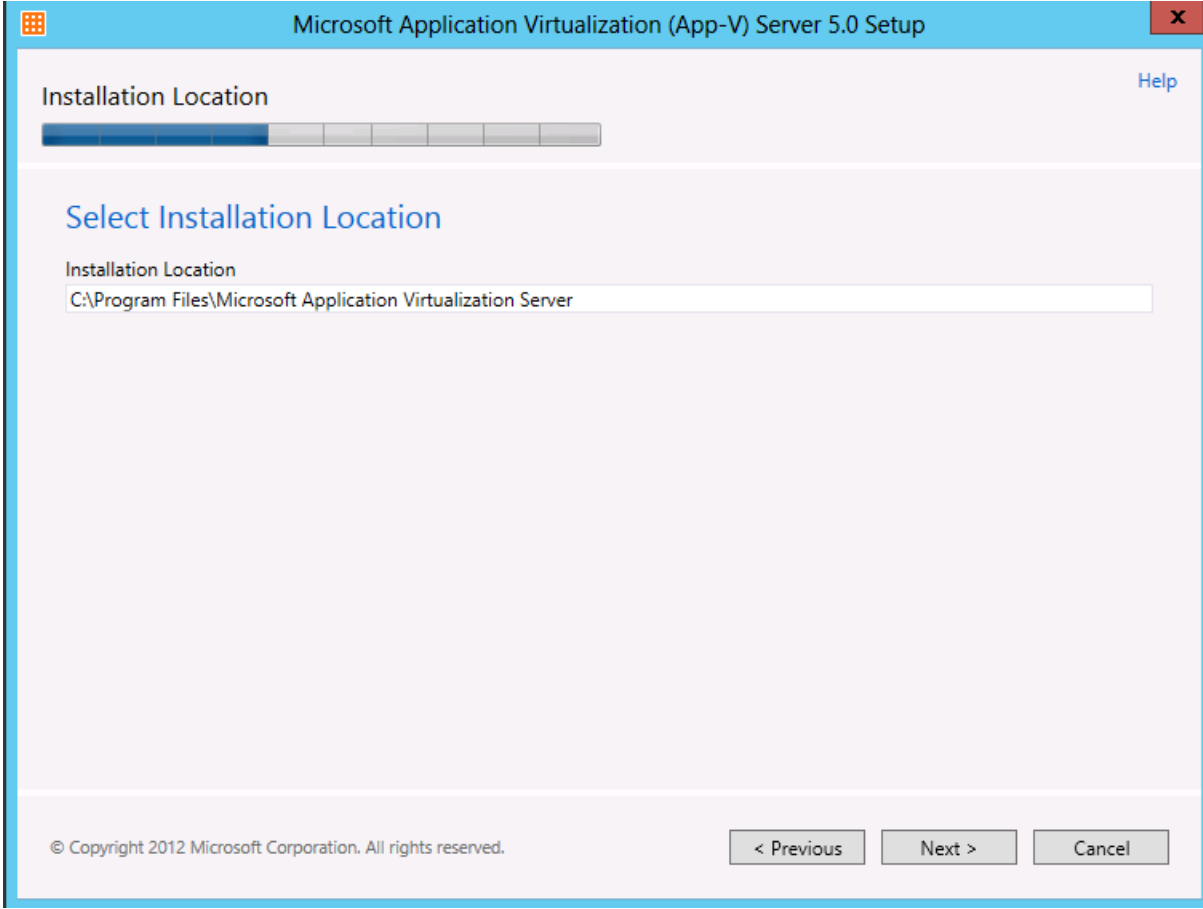 Microsoft Application Virtualization (App-V) Server 5.0 Setup
x
Installation Location
Help
Select Installation Location
Installation Location
C:\Program Files\Microsoft Application Virtualization Server
© Copyright 2012 Microsoft Corporation. All rights reserved.
< Previous
Next >
Cancel